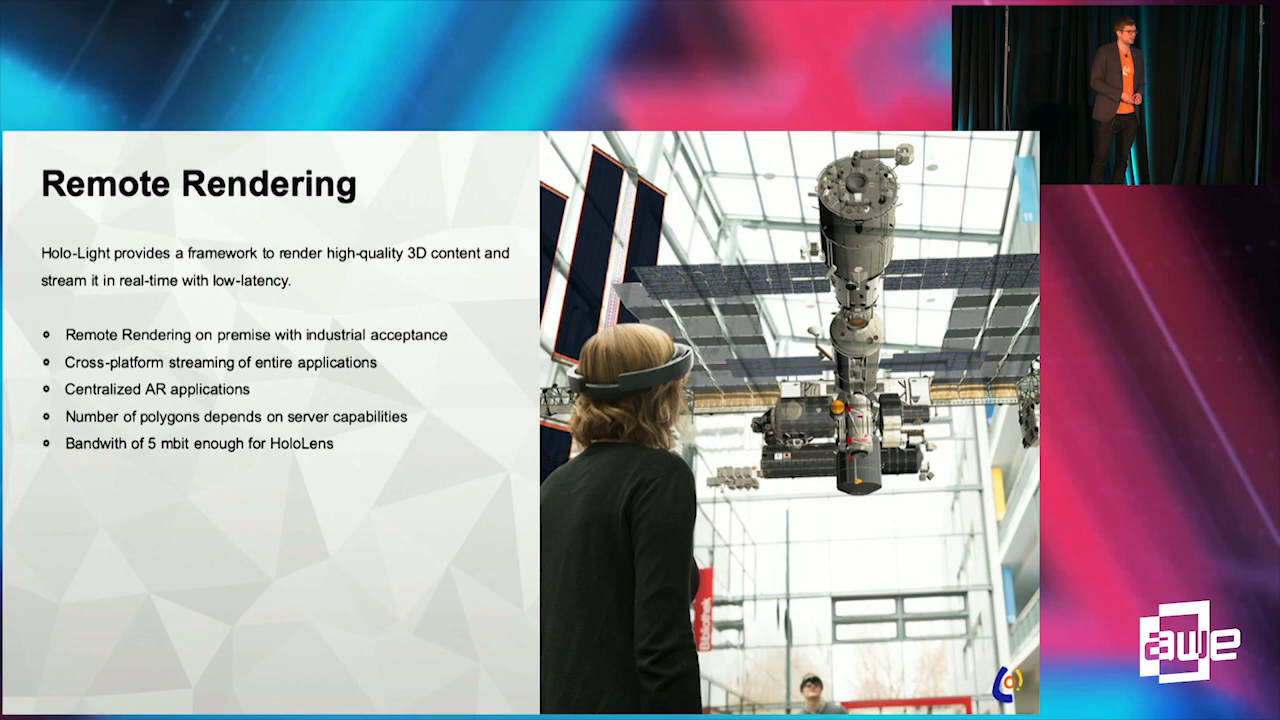 Remote Rendering
Holo-Light provides a framework to render high-quality 3D content and
stream it in real-time with low-latency.
Remote Rendering on premise with industrial acceptance
Cross-platform streaming of entire applications
Centralized AR applications
Number of polygons depends on server capabilities
Bandwith of 5 mbit enough for HoloLens
Bibliothek
awe